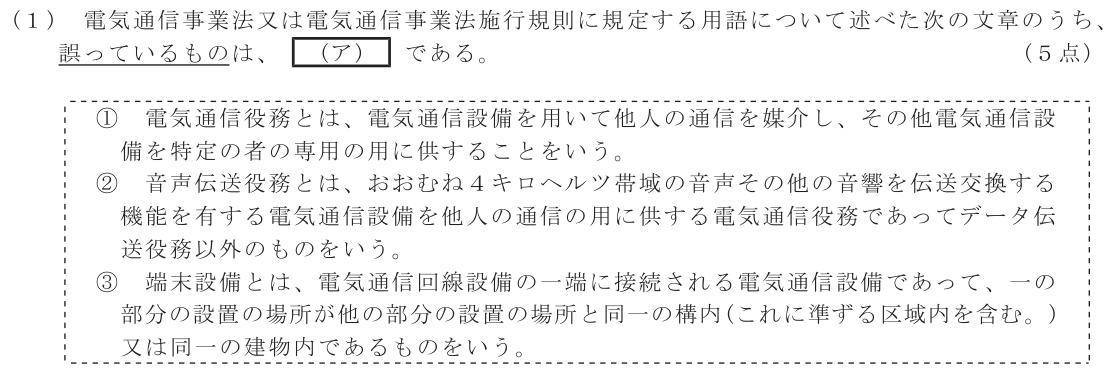 (1) 電気通信事業法又は電気通信事業法施行規則に規定する用語について述べた次の文章のうち、
誤っているものは、 (ア) である。 (5点)
① 電気通信役務とは、電気通信設備を用いて他人の通信を媒介し、その他電気通信設
備を特定の者の専用の用に供することをいう。
② 音声伝送役務とは、おおむね4キロヘルツ帯域の音声その他の音響を伝送交換する
機能を有する電気通信設備を他人の通信の用に供する電気通信役務であってデータ伝
送役務以外のものをいう。
③ 端末設備とは、電気通信回線設備の一端に接続される電気通信設備であって、一の
部分の設置の場所が他の部分の設置の場所と同一の構内(これに準ずる区域内を含む。)
又は同一の建物内であるものをいう。